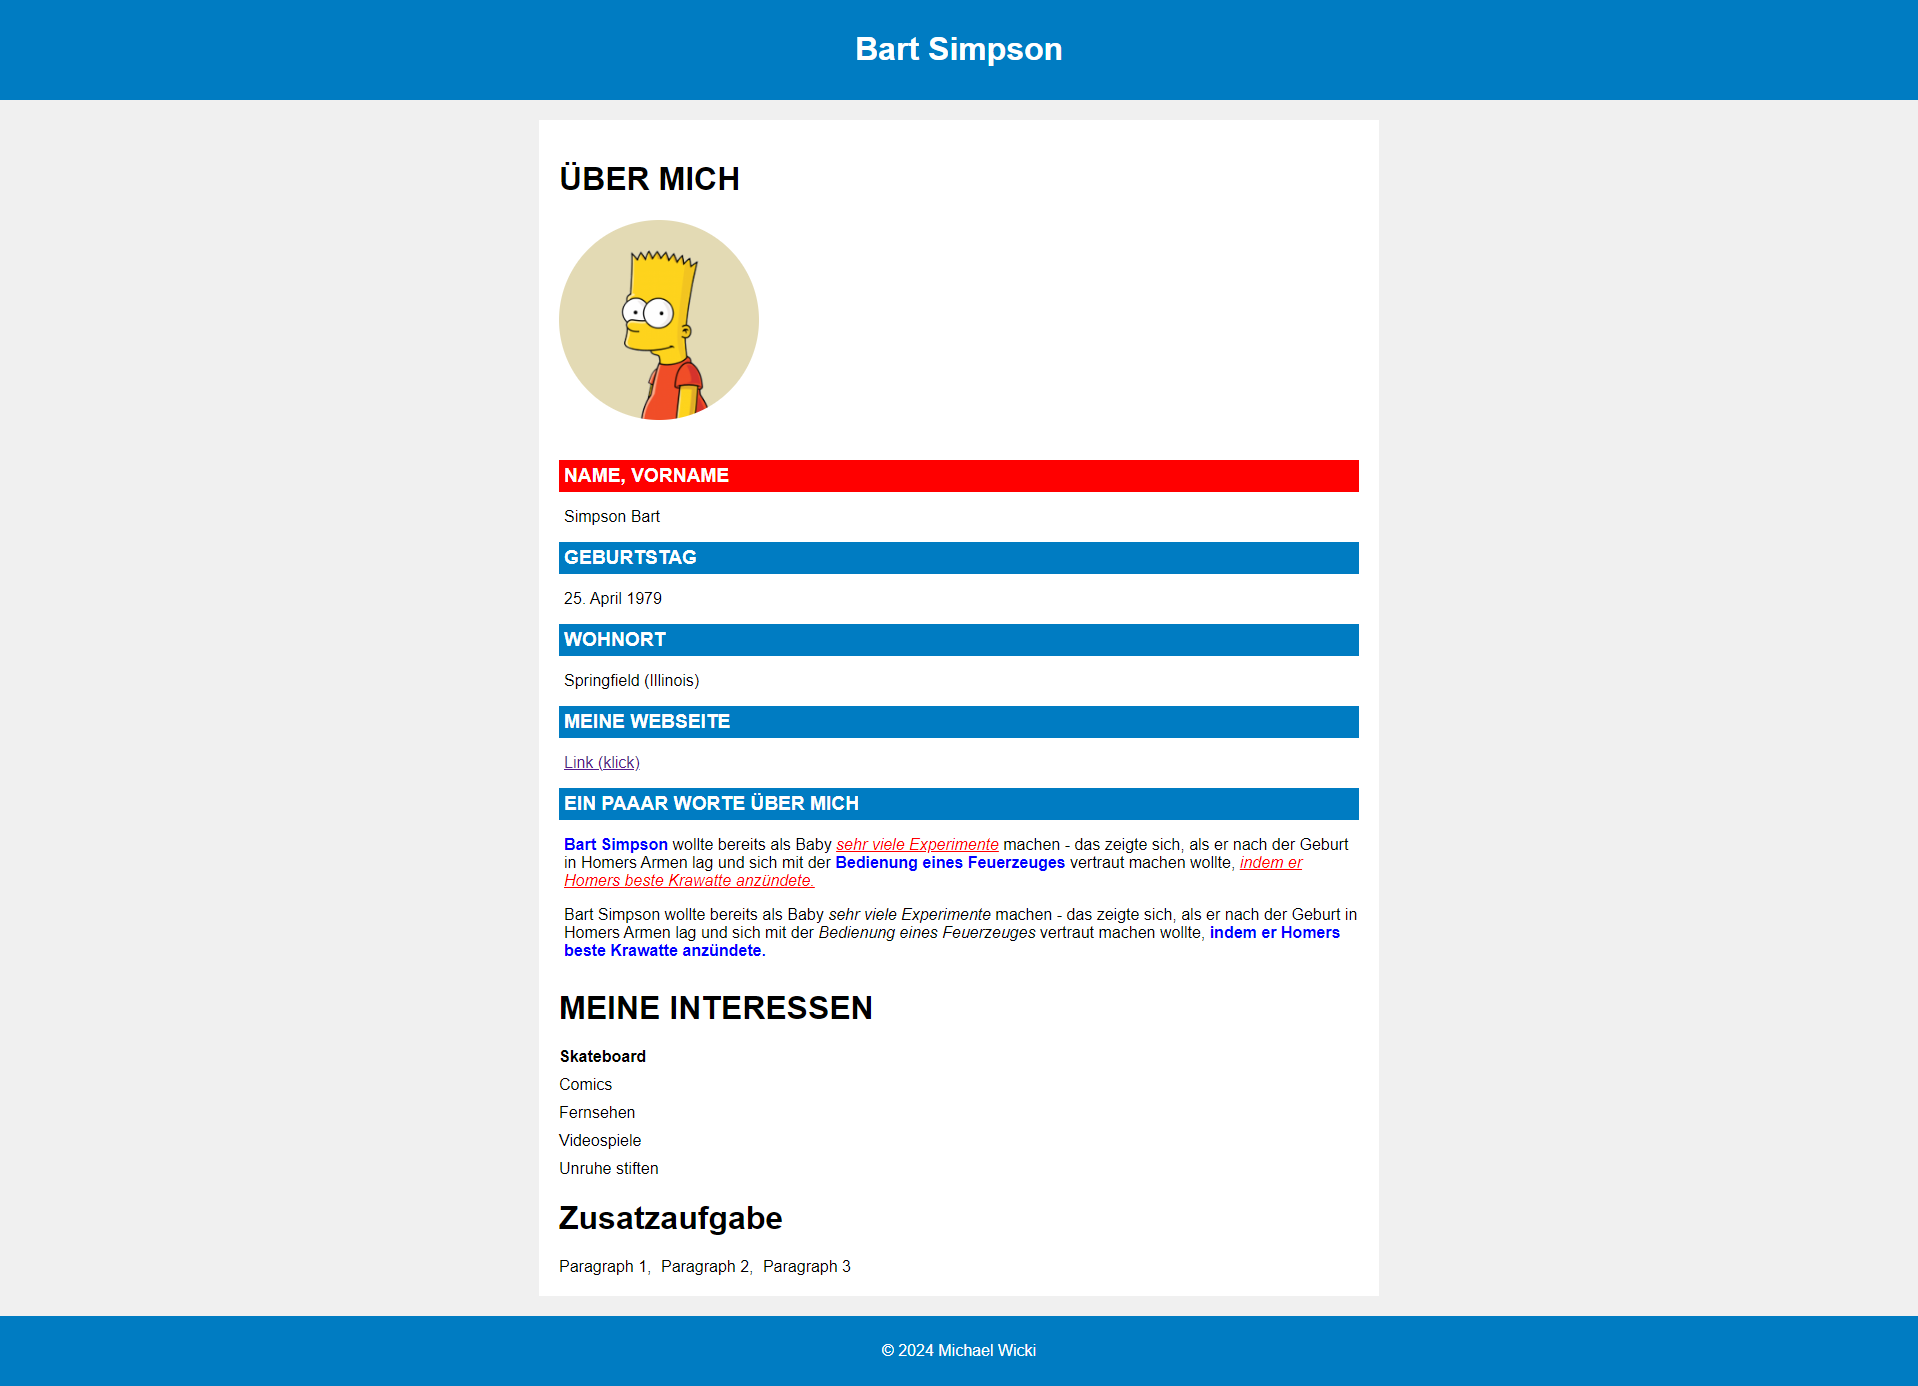 Bart Simpson
ÜBER MICH
NAME, VORNAME
Simpson Bart
GEBURTSTAG
25. April 1979
WOHNORT
Springfield (Illinois)
MEINE WEBSEITE
Link (klick)
EIN PAAAR WORTE ÜBER MICH
Bart Simpson wollte bereits als Baby sehr viele Experimente machen - das zeigte sich, als er nach der Geburt
in Homers Armen lag und sich mit der Bedienung eines Feuerzeuges vertraut machen wollte, indem er
Homers beste Krawatte anzündete.
Bart Simpson wollte bereits als Baby sehr viele Experimente machen - das zeigte sich, als er nach der Geburt in
Homers Armen lag und sich mit der Bedienung eines Feuerzeuges vertraut machen wollte, indem er Homers
beste Krawatte anzündete.
MEINE INTERESSEN
Skateboard
Comics
Fernsehen
Videospiele
Unruhe stiften
Zusatzaufgabe
Paragraph 1, Paragraph 2, Paragraph 3
© 2024 Michael Wicki